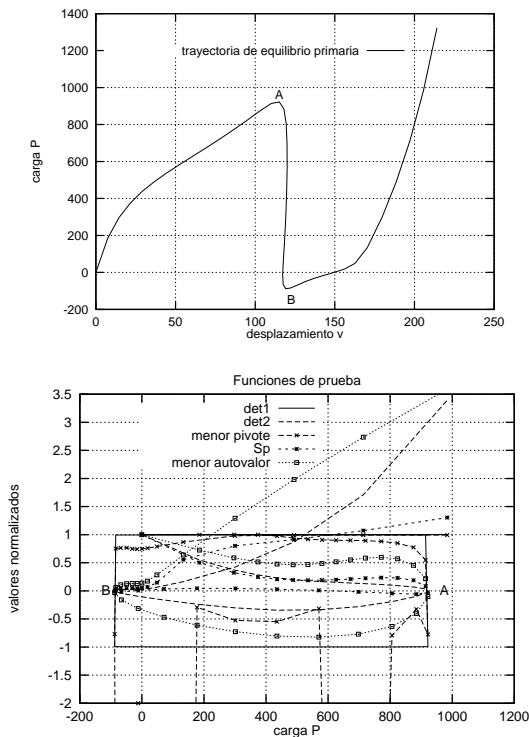 1400
1200
1000
800
600
400
200
0
-200
carga P
trayectoria de equilibrio primaria
A
B
0 50 100 150 200 250
desplazamiento v
Funciones de prueba
3.5
3
2.5
2
1.5
1
0.5
0
-0.5
-1
-1.5
-2
valores normalizados
det1
det2
menor pivote
Sp
menor autovalor
B
A
-200 0 200 400 600 800 1000 1200
carga P